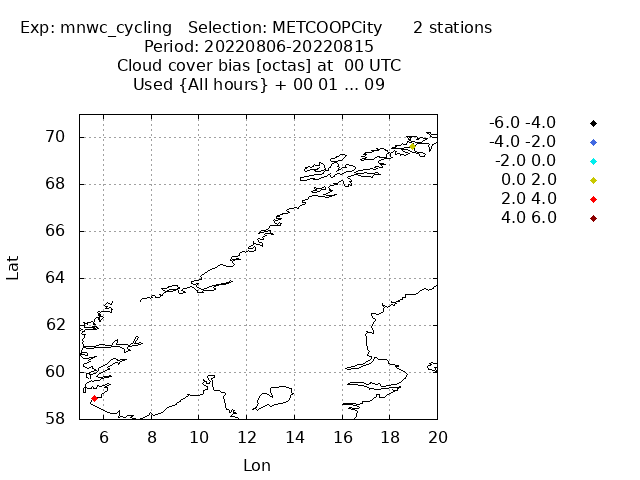 Exp: mnwc_cycling   Selection: METCOOPCity      2 stations
Period: 20220806-20220815
Cloud cover bias [octas] at  00 UTC
Used {All hours} + 00 01 ... 09
70
68
66
64
62
60
58
6 8 10 12 14 16 18 20
Lat
Lon
-6.0 -4.0
-4.0 -2.0
-2.0 0.0
0.0 2.0
2.0 4.0
4.0 6.0